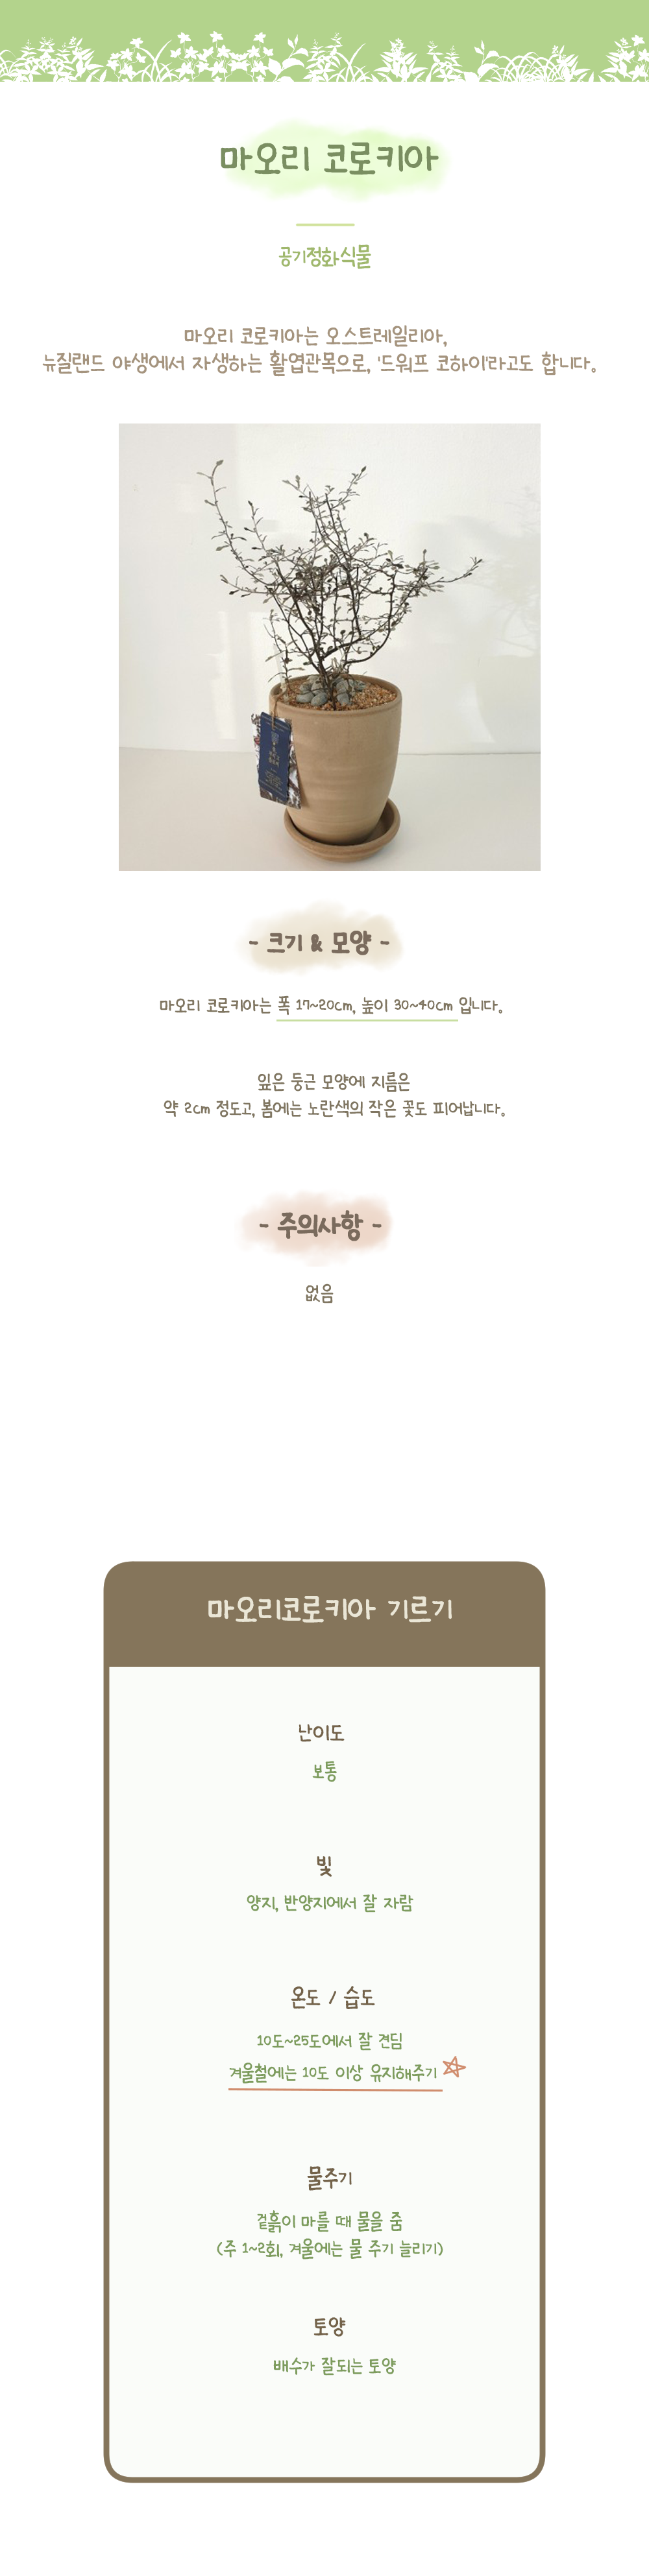 마오리 코로키아
공기정화식물
마오리 코로키아는 오스트레일리아,
뉴질랜드 야생에서 자생하는 활엽관목으로, '드워프 코하이'라고도 합니다.
- 크기 & 모양 -
마오리 코로키아는 폭 17~20cm, 높이 30~40cm 입니다.
잎은 둥근 모양에 지름은
약 2cm 정도고, 봄에는 노란색의 작은 꽃도 피어납니다.
- 주의사항 -
없음
마오리코로키아 기르기
난이도
보통
빛
양지, 반양지에서 잘 자람
온도 / 습도
10도~25도에서 잘 견딤
겨울철에는 10도 이상 유지해주기
물주기
겉흙이 마를 때 물을 줌
(주 1~2회, 겨울에는 물 주기 늘리기)
토양
배수가 잘되는 토양